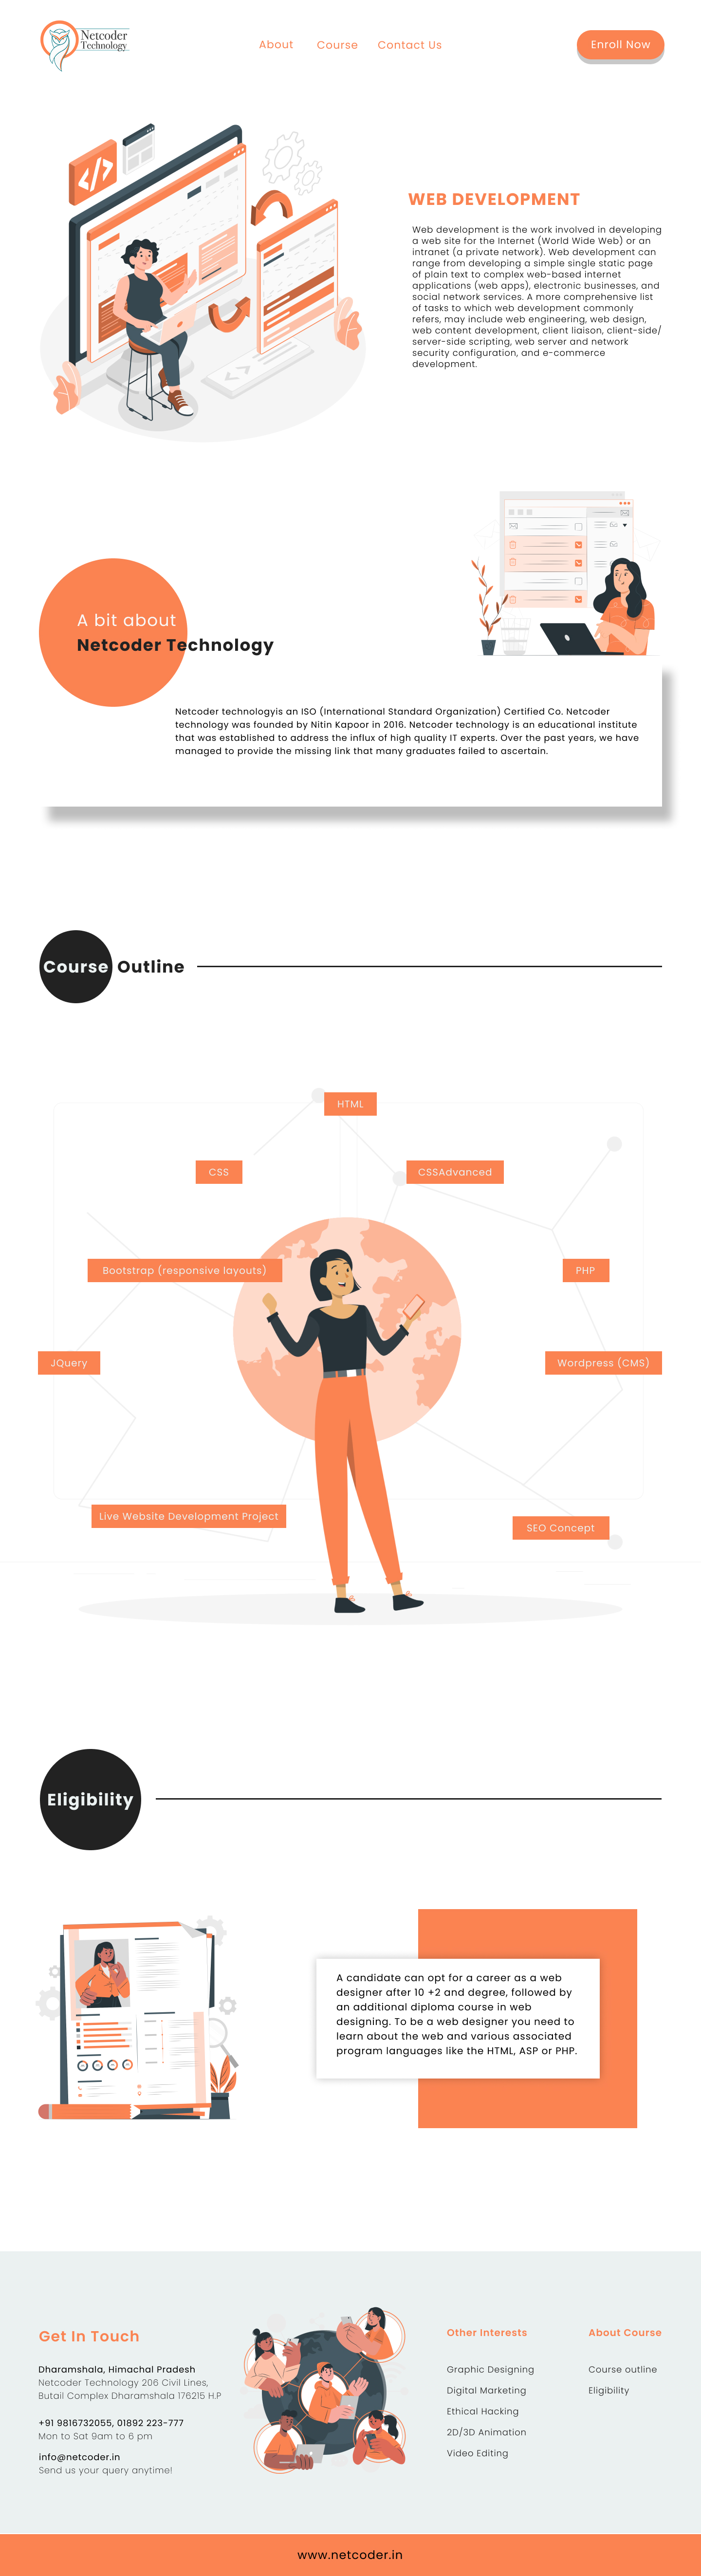 Netcoder
Technology
About
Course
Contact Us
Enroll Now
WEB DEVELOPMENT
Web development is the work involved in developing
a web site for the Internet (World Wide Web) or an
intranet (a private network). Web development can
range from developing a simple single static page
of plain text to complex web-based internet
applications (web apps), electronic businesses, and
social network services. A more comprehensive list
of tasks to which web development commonly
refers, may include web engineering, web design,
web content development, client liaison, client-side/
server-side scripting, web server and network
security configuration, and e-commerce
development.
A bit about
Netcoder Technology
Netcoder technologyis an ISO (International Standard Organization) Certified Co. Netcoder
technology was founded by Nitin Kapoor in 2016. Netcoder technology is an educational institute
that was established to address the influx of high quality IT experts. Over the past years, we have
managed to provide the missing link that many graduates failed to ascertain.
Course Outline
HTML
CSS
CSSAdvanced
Bootstrap (responsive layouts)
PHP
JQuery
Wordpress (CMS)
Live Website Development Project
SEO Concept
Eligibility
A candidate can opt for a career as a web
designer after 10 +2 and degree, followed by
an additional diploma course in web
designing. To be a web designer you need to
learn about the web and various associated
program languages like the HTML, ASP or PHP.
Get In Touch
Dharamshala, Himachal Pradesh
Netcoder Technology 206 Civil Lines,
Butail Complex Dharamshala 176215 H.P
+91 9816732055, 01892 223-777
Mon to Sat 9am to 6 pm
info@netcoder.in
Send us your query anytime!
Other Interests
Graphic Designing
Digital Marketing
Ethical Hacking
2D/3D Animation
Video Editing
About Course
Course outline
Eligibility
www.netcoder.in